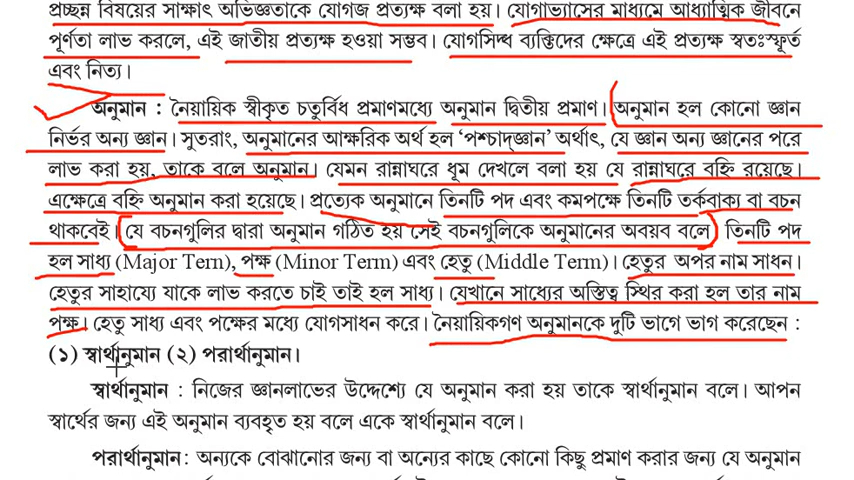 প্রচ্ছন্ন বিষয়ের সাক্ষাৎ অভিজ্ঞতাকে যোগজ প্রত্যক্ষ বলা হয়। যোগাভ্যাসের মাধ্যমে আধ্যাত্মিক জীবনে
পূর্ণতা লাভ করলে, এই জাতীয় প্রত্যক্ষ হওয়া সম্ভব। যোগসিদ্ধ ব্যক্তিদের ক্ষেত্রে এই প্রত্যক্ষ স্বতঃস্ফূর্ত
এবং নিত্য।
অনুমান : নৈয়ায়িক স্বীকৃত চতুর্বিধ প্রমাণমধ্যে অনুমান দ্বিতীয় প্রমাণ। অনুমান হল কোনো জ্ঞান
নির্ভর অন্য জ্ঞান। সুতরাং, অনুমানের আক্ষরিক অর্থ হল ‘পশ্চাদ্‌জ্ঞান’ অর্থাৎ, যে জ্ঞান অন্য জ্ঞানের পরে
লাভ করা হয়, তাকে বলে অনুমান। যেমন রান্নাঘরে ধূম দেখলে বলা হয় যে রান্নাঘরে বহ্নি রয়েছে।
এক্ষেত্রে বহ্নি অনুমান করা হয়েছে। প্রত্যেক অনুমানে তিনটি পদ এবং কমপক্ষে তিনটি তর্কবাক্য বা বচন
থাকবেই। যে বচনগুলির দ্বারা অনুমান গঠিত হয় সেই বচনগুলিকে অনুমানের অবয়ব বলে। তিনটি পদ
হল সাধ্য (Major Tern), পক্ষ (Minor Term) এবং হেতু (Middle Term)। হেতুর অপর নাম সাধন।
হেতুর সাহায্যে যাকে লাভ করতে চাই তাই হল সাধ্য। যেখানে সাধ্যের অস্তিত্ব স্থির করা হল তার নাম
পক্ষ। হেতু সাধ্য এবং পক্ষের মধ্যে যোগসাধন করে। নৈয়ায়িকগণ অনুমানকে দুটি ভাগে ভাগ করেছেন :
(১) স্বার্থানুমান (২) পরার্থানুমান।
স্বার্থানুমান : নিজের জ্ঞানলাভের উদ্দেশ্যে যে অনুমান করা হয় তাকে স্বার্থানুমান বলে। আপন
স্বার্থের জন্য এই অনুমান ব্যবহৃত হয় বলে একে স্বার্থানুমান বলে।
পরার্থানুমান: অন্যকে বোঝানোর জন্য বা অন্যের কাছে কোনো কিছু প্রমাণ করার জন্য যে অনুমান